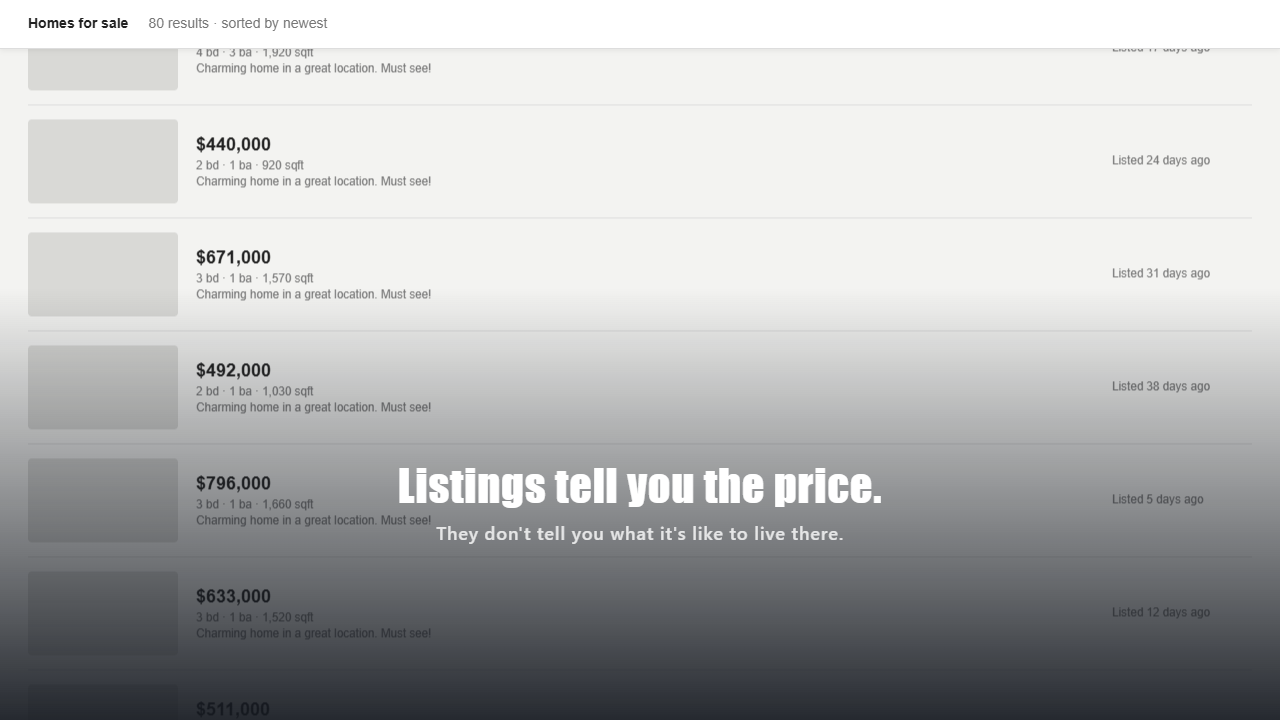 Homes for sale 80 results · sorted by newest
4 bd · 3 ba · 1,920 sqft
Listed 17 days ago
Charming home in a great location. Must see!
$440,000
2 bd · 1 ba · 920 sqft
Charming home in a great location. Must see!
Listed 24 days ago
$671,000
3 bd · 1 ba · 1,570 sqft
Charming home in a great location. Must see!
Listed 31 days ago
$492,000
2 bd · 1 ba · 1,030 sqft
Charming home in a great location. Must see!
Listed 38 days ago
$796,000
3 bd · 1 ba · 1,660 sqft
Charming home in a great location. Must see!
Listed 5 days ago
Listings tell you the price.
They don't tell you what it's like to live there.
$633,000
3 bd · 1 ba · 1,520 sqft
Charming home in a great location. Must see!
Listed 12 days ago
$511,000